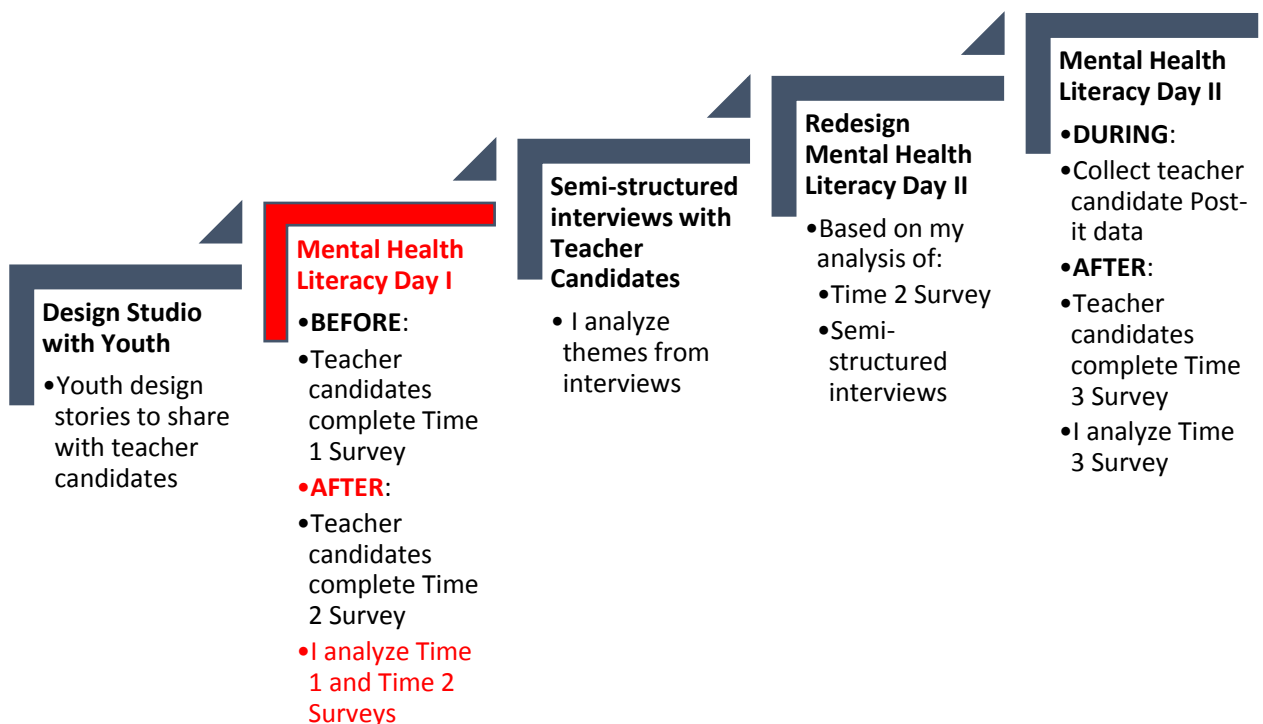 Design Studio
with Youth
•Youth design
stories to share
with teacher
candidates
Mental Health
Literacy Day I
•BEFORE:
•Teacher
candidates
complete Time
1 Survey
•AFTER:
•Teacher
candidates
complete Time
2 Survey
•I analyze Time
1 and Time 2
Surveys
Semi-structured
interviews with
Teacher
Candidates
• I analyze
themes from
interviews
Redesign
Mental Health
Literacy Day II
•Based on my
analysis of:
•Time 2 Survey
•Semi-
structured
interviews
Mental Health
Literacy Day II
•DURING:
•Collect teacher
candidate Post-
it data
•AFTER:
•Teacher
candidates
complete Time
3 Survey
•I analyze Time
3 Survey